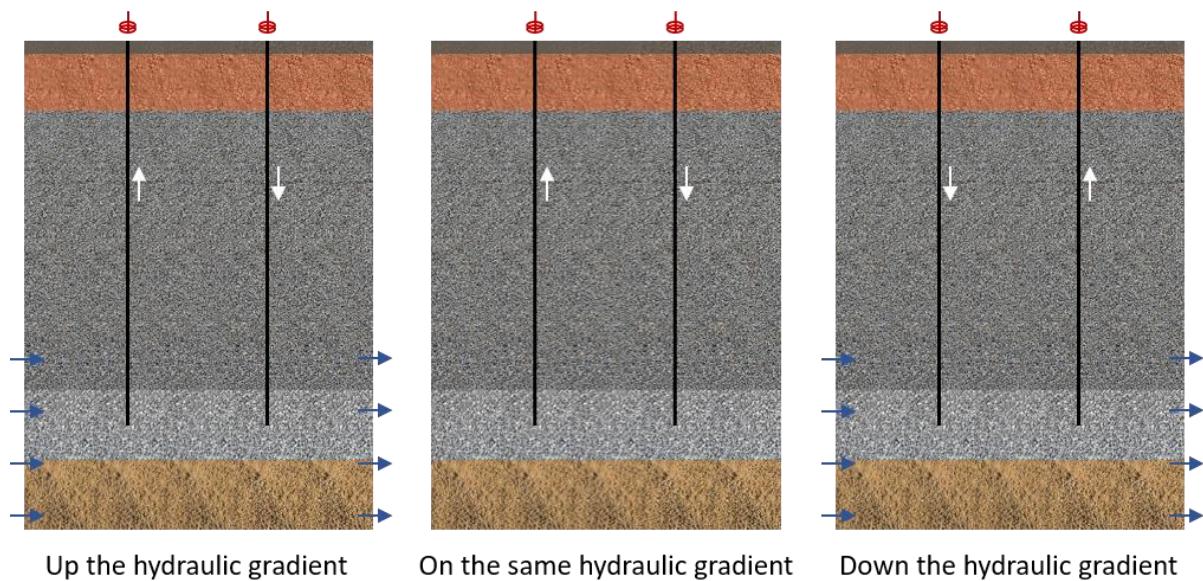 Up the hydraulic gradient
On the same hydraulic gradient
Down the hydraulic gradient